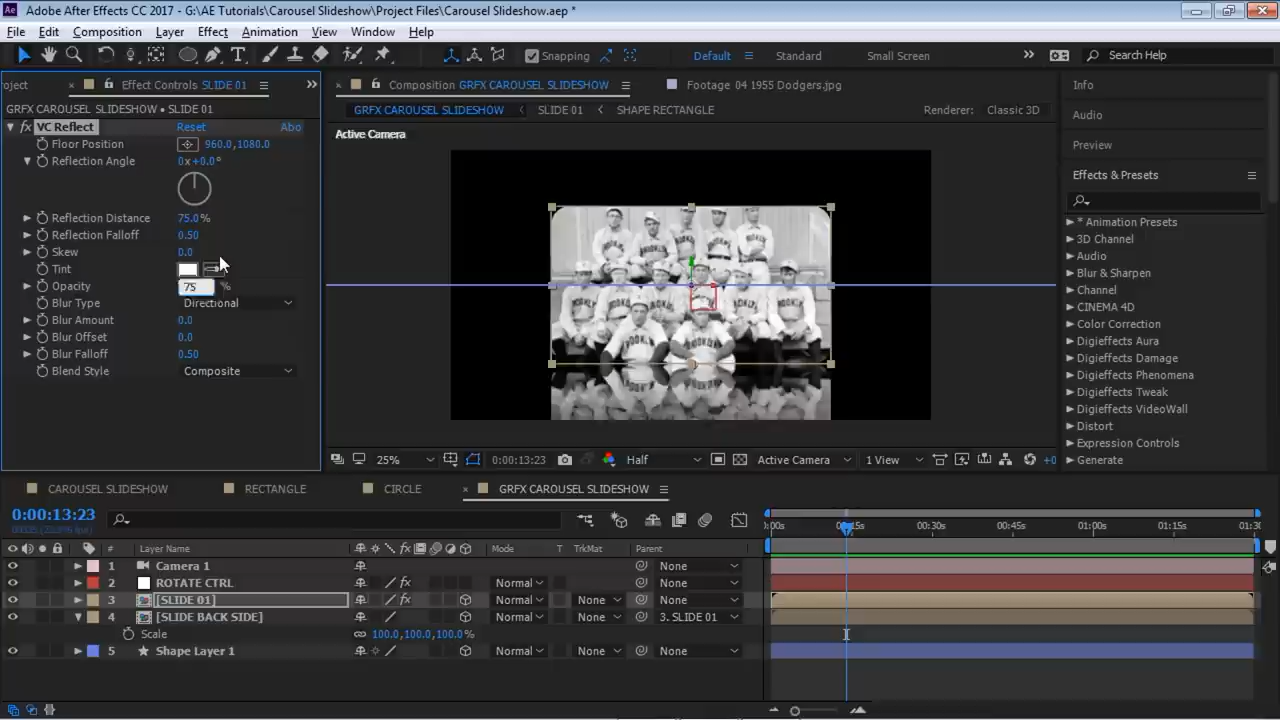 Adobe After Effects CC 2017 - G:\AE Tutorials\Carousel Slideshow\Project Files\Carousel Slideshow.aep *
File Edit Composition Layer Effect Animation View Window Help
Snapping Default Standard Small Screen Search Help
roject Effect Controls SLIDE 01 Composition GRFX CAROUSEL SLIDESHOW Footage 04 1955 Dodgers.jpg Info
GRFX CAROUSEL SLIDESHOW • SLIDE 01 GRFX CAROUSEL SLIDESHOW SLIDE 01 SHAPE RECTANGLE Renderer: Classic 3D
Audio
fx VC Reflect Reset Abo Active Camera
Floor Position 960.0,1080.0 Preview
Reflection Angle 0x+0.0°
Effects & Presets
Reflection Distance 75.0%
* Animation Presets
Reflection Falloff 0.50 3D Channel
Skew 0.0 Audio
Tint Blur & Sharpen
Opacity 75 % Channel
Blur Type Directional CINEMA 4D
Blur Amount 0.0 Color Correction
Blur Offset 0.0 Digieffects Aura
Blur Falloff 0.50 Digieffects Damage
Blend Style Composite Digieffects Phenomena
Digieffects Tweak
Digieffects VideoWall
Distort
Expression Controls
25% 0:00:13:23 Half Active Camera 1 View +0 Generate
CAROUSEL SLIDESHOW RECTANGLE CIRCLE GRFX CAROUSEL SLIDESHOW
0:00:13:23
:00s 00:15s 00:30s 00:45s 01:00s 01:15s 01:30
# Layer Name fx Mode T TrkMat Parent
1 Camera 1 None
2 ROTATE CTRL fx Normal None
3 [SLIDE 01] fx Normal None None
4 [SLIDE BACK SIDE] Normal None 3. SLIDE 01
Scale 100.0,100.0,100.0%
5 Shape Layer 1 Normal None None